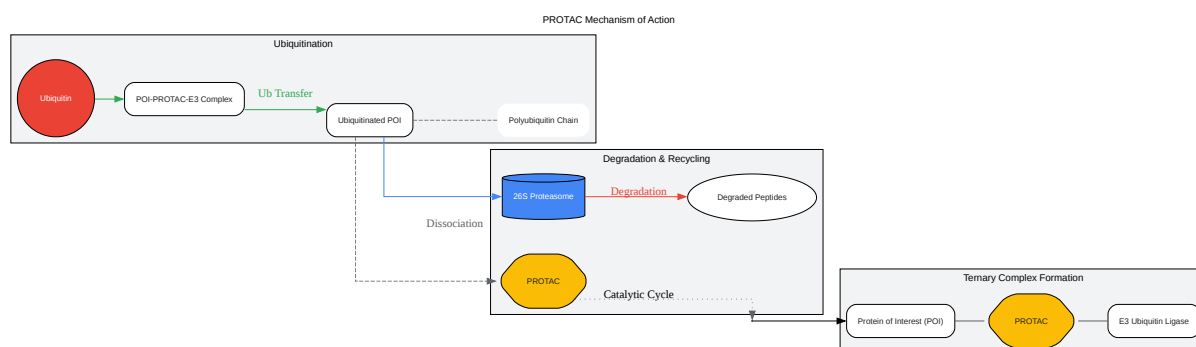 PROTAC Mechanism of Action
Ubiquitination
Ubiquitin
POI-PROTAC-E3 Complex
Ub Transfer
Ubiquitinated POI
Polyubiquitin Chain
Degradation & Recycling
26S Proteasome
Degradation
Degraded Peptides
Dissociation
PROTAC
Catalytic Cycle
Ternary Complex Formation
Protein of Interest (POI)
PROTAC
E3 Ubiquitin Ligase